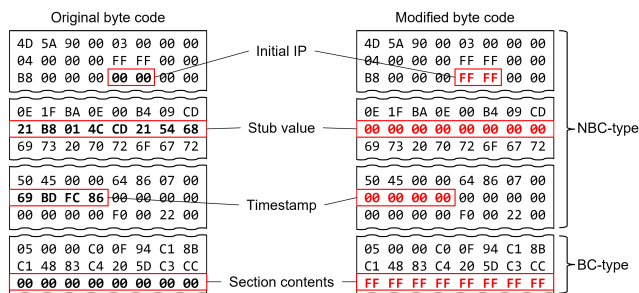 Original byte code
Modified byte code
4D 5A 90 00 03 00 00 00
04 00 00 00 FF FF 00 00
B8 00 00 00 00 00 00 00
Initial IP
4D 5A 90 00 03 00 00 00
04 00 00 00 FF FF 00 00
B8 00 00 00 FF FF 00 00
0E 1F BA 0E 00 B4 09 CD
21 B8 01 4C CD 21 54 68
69 73 20 70 72 6F 67 72
Stub value
0E 1F BA 0E 00 B4 09 CD
00 00 00 00 00 00 00 00
69 73 20 70 72 6F 67 72
NBC-type
50 45 00 00 64 86 07 00
69 BD FC 86 00 00 00 00
00 00 00 00 F0 00 22 00
Timestamp
50 45 00 00 64 86 07 00
00 00 00 00 00 00 00 00
00 00 00 00 F0 00 22 00
05 00 00 C0 0F 94 C1 8B
C1 48 83 C4 20 5D C3 CC
00 00 00 00 00 00 00 00
Section contents
05 00 00 C0 0F 94 C1 8B
C1 48 83 C4 20 5D C3 CC
FF FF FF FF FF FF FF FF
BC-type